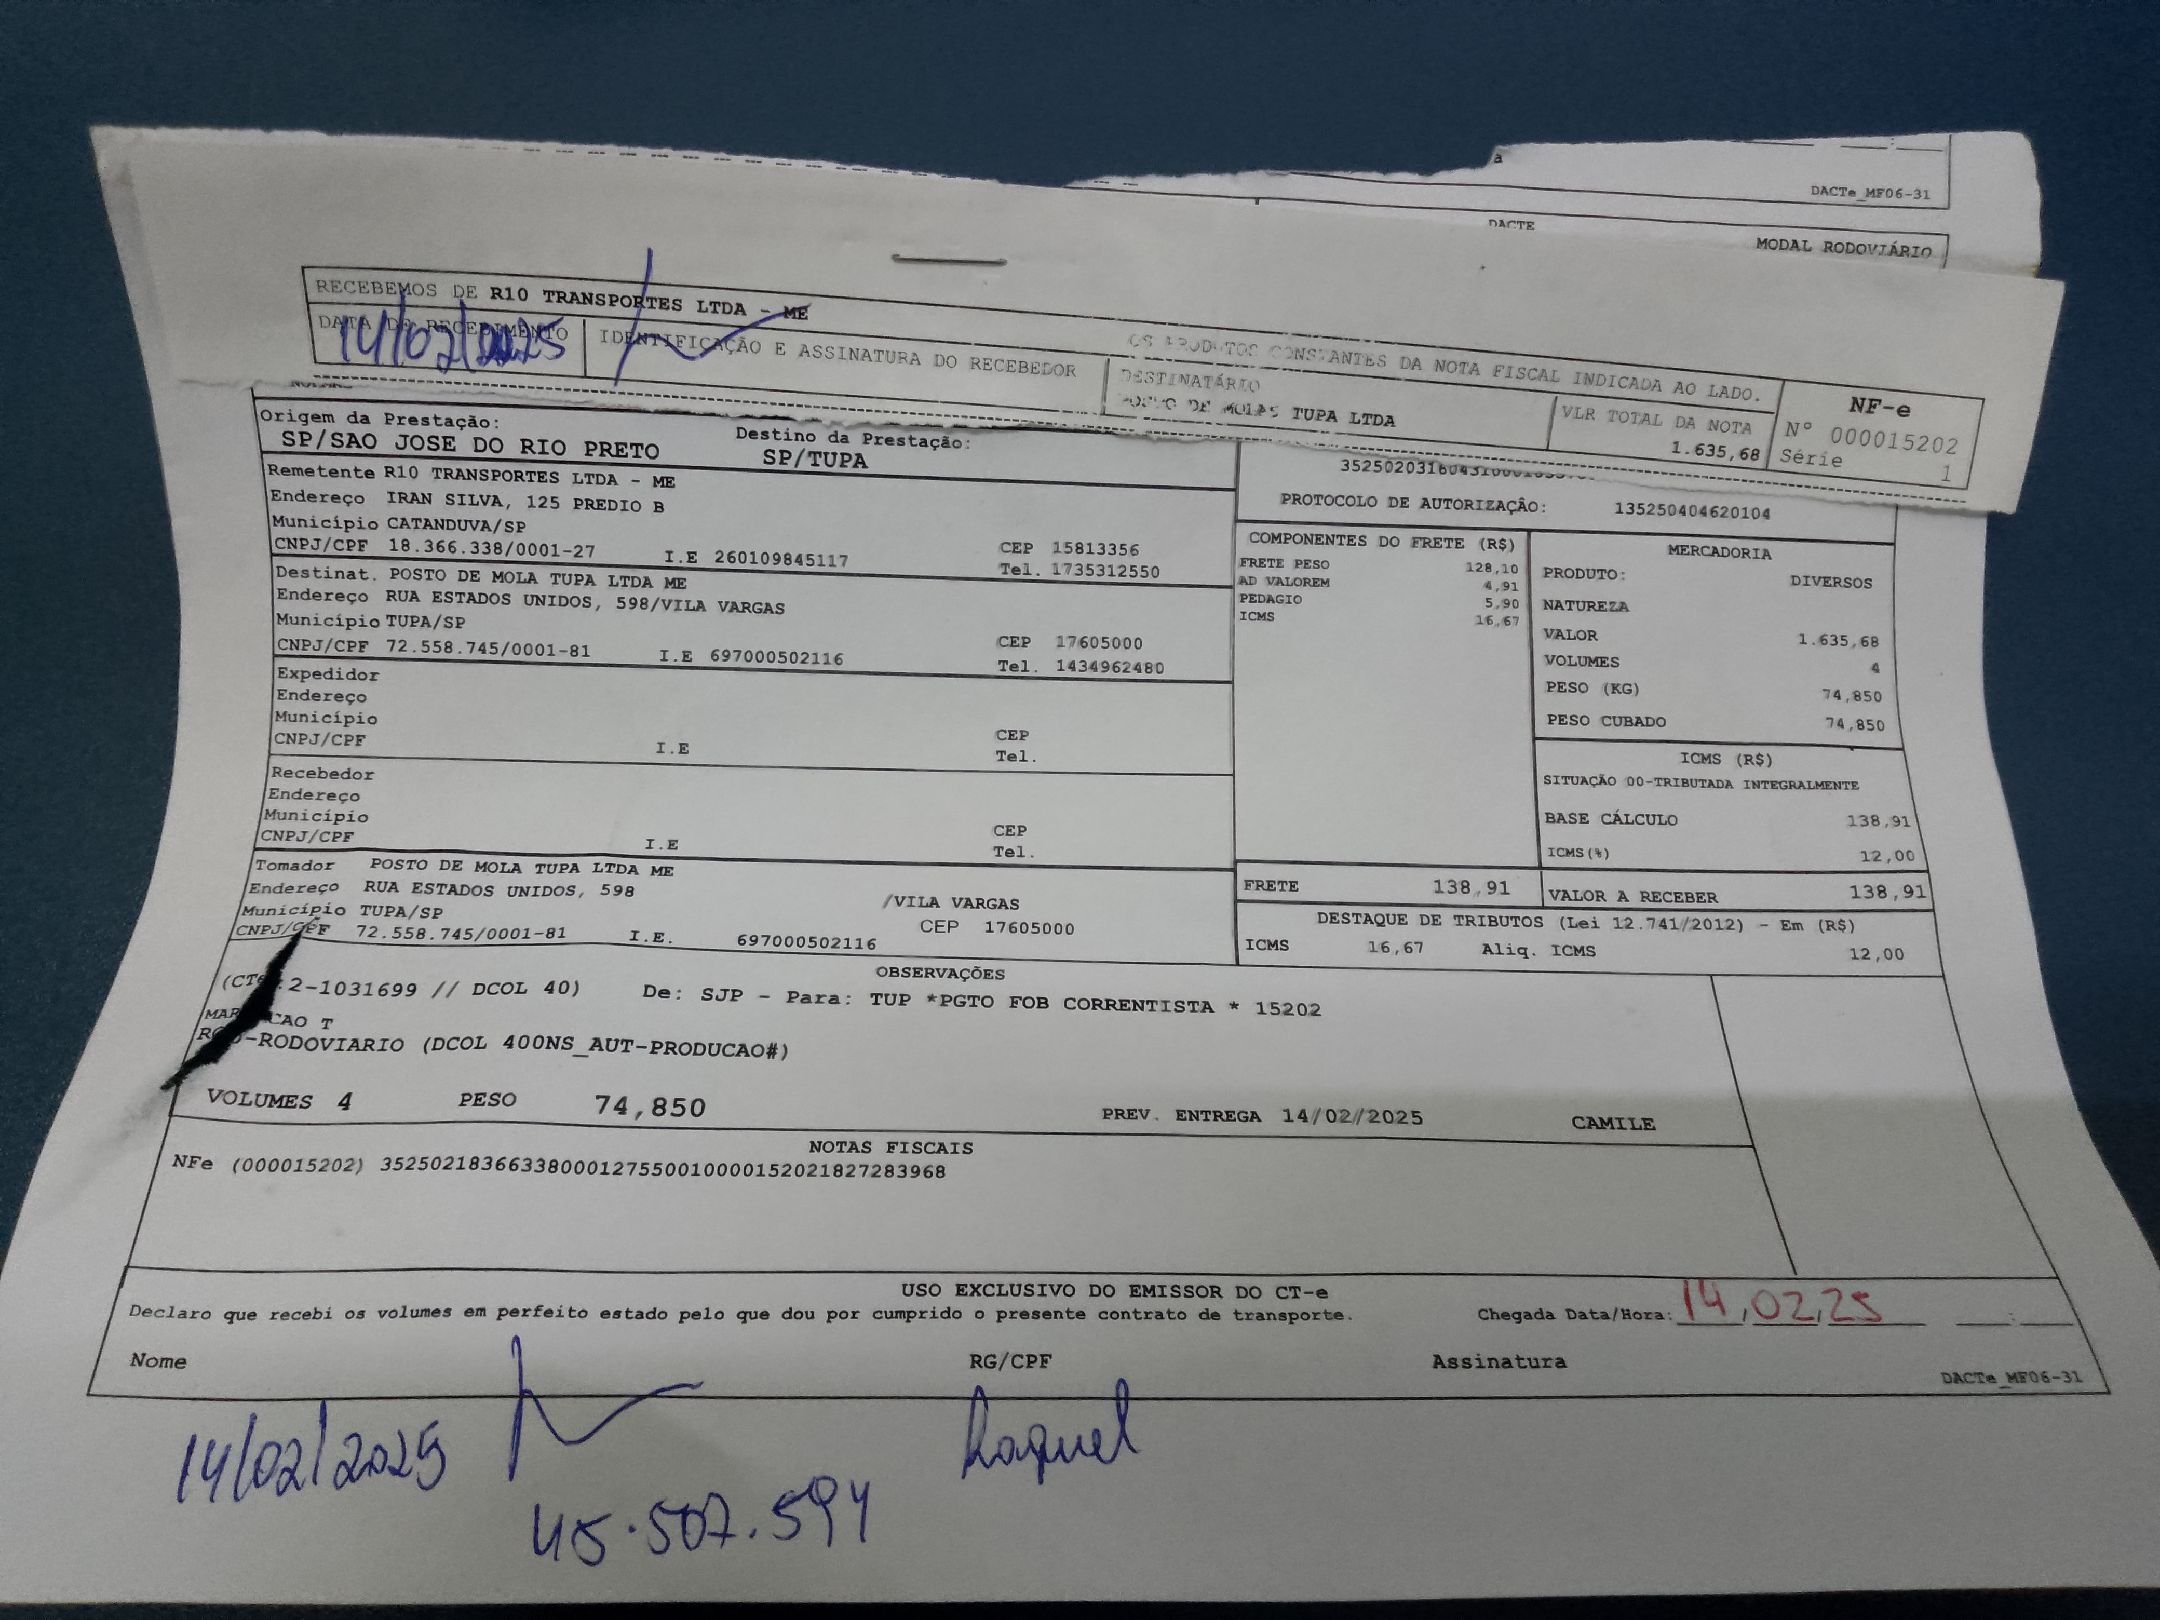 a
DACTe_MF06-31
DACTE
MODAL RODOVIÁRIO
RECEBEMOS DE R10 TRANSPORTES LTDA - ME
OS PRODUTOS CONSTANTES DA NOTA FISCAL INDICADA AO LADO.
DATA DE RECEBIMENTO
14/02/2025
IDENTIFICAÇÃO E ASSINATURA DO RECEBEDOR
DESTINATÁRIO
POSTO DE MOLAS TUPA LTDA
VLR TOTAL DA NOTA
1.635,68
NF-e
Nº 000015202
Série 1
Origem da Prestação:
SP/SAO JOSE DO RIO PRETO
Destino da Prestação:
SP/TUPA
Remetente R10 TRANSPORTES LTDA - ME
Endereço IRAN SILVA, 125 PREDIO B
Município CATANDUVA/SP
CNPJ/CPF 18.366.338/0001-27 I.E 260109845117
CEP 15813356
Tel. 1735312550
Destinat. POSTO DE MOLA TUPA LTDA ME
Endereço RUA ESTADOS UNIDOS, 598/VILA VARGAS
Município TUPA/SP
CNPJ/CPF 72.558.745/0001-81 I.E 697000502116
CEP 17605000
Tel. 1434962480
Expedidor
Endereço
Município
CNPJ/CPF I.E
CEP
Tel.
Recebedor
Endereço
Município
CNPJ/CPF I.E
CEP
Tel.
Tomador POSTO DE MOLA TUPA LTDA ME
Endereço RUA ESTADOS UNIDOS, 598 /VILA VARGAS
Município TUPA/SP CEP 17605000
CNPJ/CPF 72.558.745/0001-81 I.E. 697000502116
PROTOCOLO DE AUTORIZAÇÂO: 135250404620104
COMPONENTES DO FRETE (R$)
FRETE PESO 128,10
AD VALOREM 4,91
PEDAGIO 5,90
ICMS 16,67
MERCADORIA
PRODUTO: DIVERSOS
NATUREZA
VALOR 1.635,68
VOLUMES 4
PESO (KG) 74,850
PESO CUBADO 74,850
ICMS (R$)
SITUAÇÃO 00-TRIBUTADA INTEGRALMENTE
BASE CÁLCULO 138,91
ICMS(%) 12,00
FRETE 138,91
VALOR A RECEBER 138,91
DESTAQUE DE TRIBUTOS (Lei 12.741/2012) - Em (R$)
ICMS 16,67 Aliq. ICMS 12,00
OBSERVAÇÕES
2-1031699 // DCOL 40) De: SJP - Para: TUP *PGTO FOB CORRENTISTA * 15202
CAO T
-RODOVIARIO (DCOL 400NS_AUT-PRODUCAO#)
VOLUMES 4 PESO 74,850
PREV. ENTREGA 14/02/2025 CAMILE
NOTAS FISCAIS
NFe (000015202) 35250218366338000127550010000152021827283968
USO EXCLUSIVO DO EMISSOR DO CT-e
Declaro que recebi os volumes em perfeito estado pelo que dou por cumprido o presente contrato de transporte.
Chegada Data/Hora: 14,02,25 :
Nome RG/CPF Assinatura
DACTe_MF06-31
14/02/2025
Raquel
45.507.594